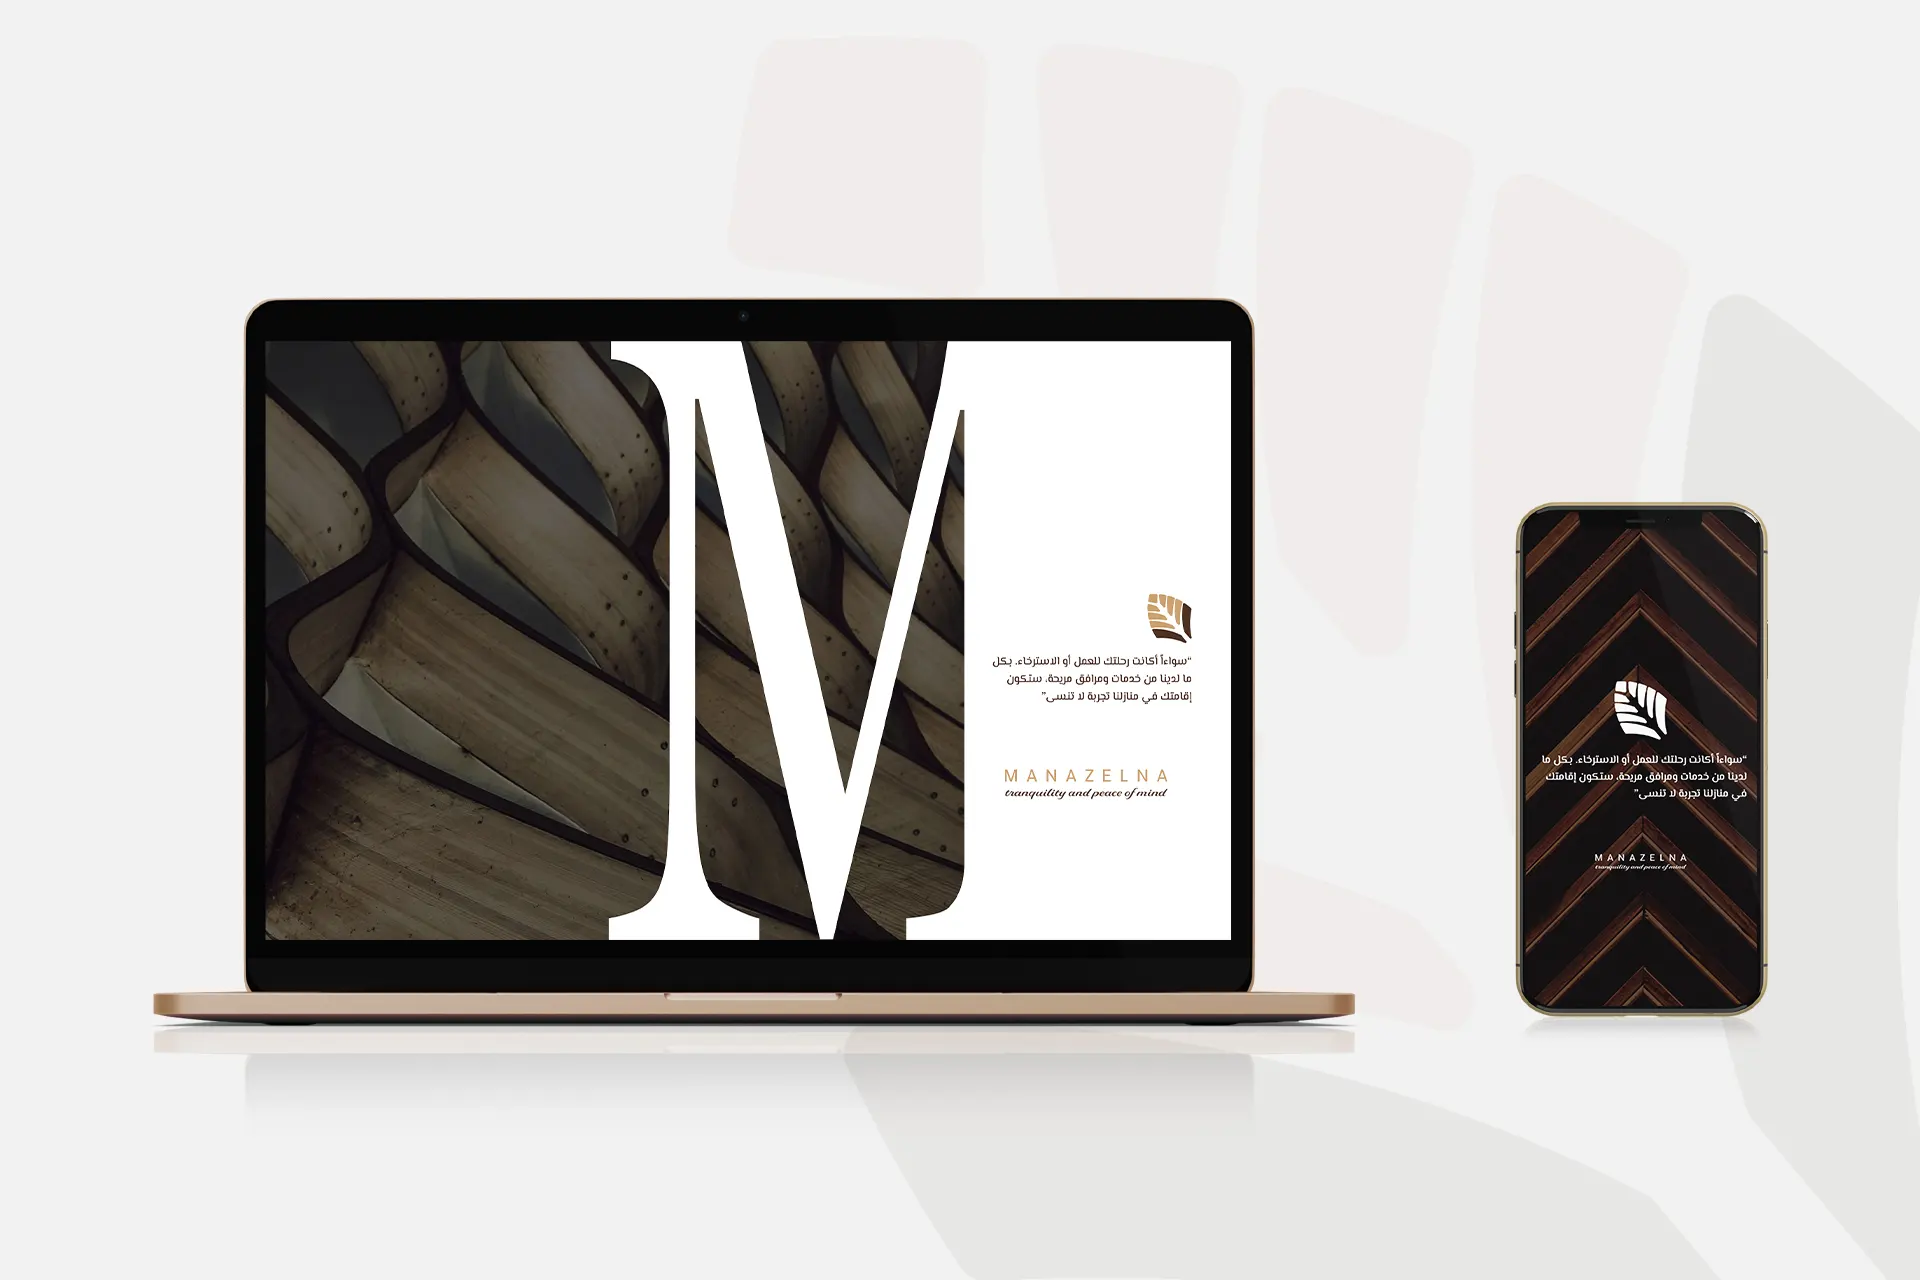 M
“سواءاً أكانت رحلتك للعمل أو الاسترخاء، بكل
ما لدينا من خدمات ومرافق مريحة، ستكون
إقامتك في منازلنا تجربة لا تنسى”
MANAZELNA
tranquility and peace of mind
“سواءاً أكانت رحلتك للعمل أو الاسترخاء، بكل ما
لدينا من خدمات ومرافق مريحة، ستكون إقامتك
في منازلنا تجربة لا تنسى”
MANAZELNA
tranquility and peace of mind